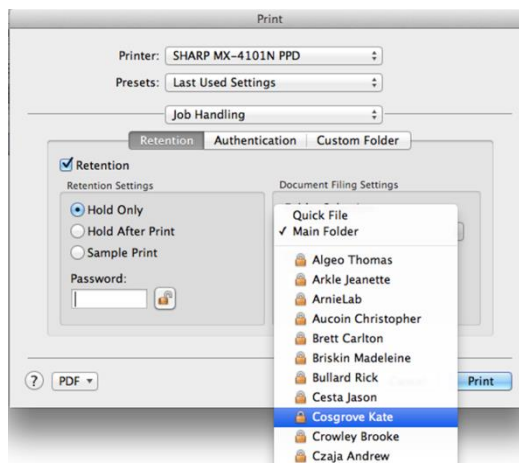 Print
Printer: SHARP MX-4101N PPD
Presets: Last Used Settings
Job Handling
Retention Authentication Custom Folder
Retention
Retention Settings
Hold Only
Hold After Print
Sample Print
Password:
Document Filing Settings
Quick File
✓ Main Folder
Algeo Thomas
Arkle Jeanette
ArnieLab
Aucoin Christopher
Brett Carlton
Briskin Madeleine
Bullard Rick
Cesta Jason
Cosgrove Kate
Crowley Brooke
Czaja Andrew
? PDF ▾
Print